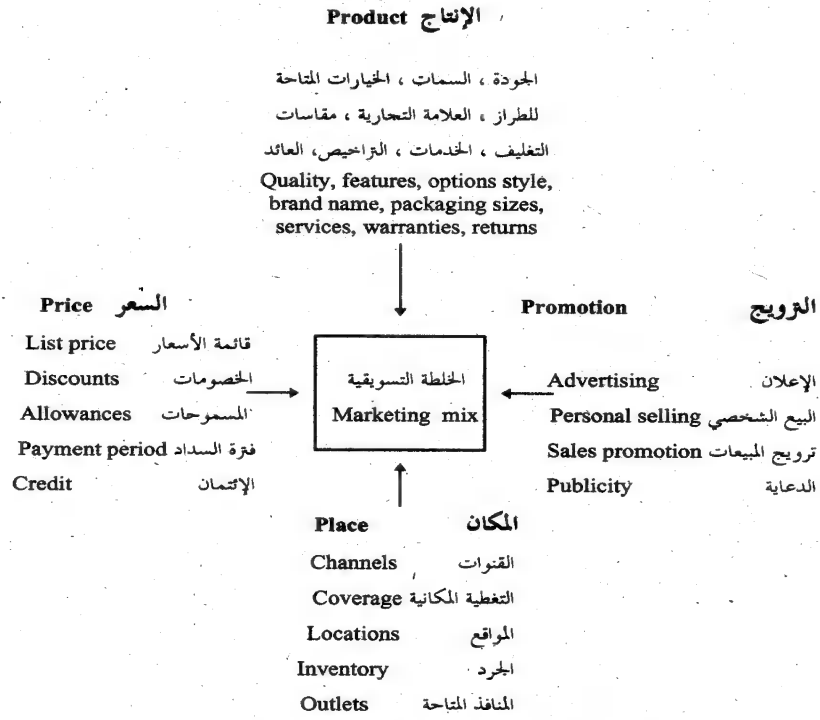 Product الإنتاج
الجودة ، السمات ، الخيارات المتاحة
للطراز ، العلامة التجارية ، مقاسات
التغليف ، الخدمات ، التراخيص، العائد
Quality, features, options style,
brand name, packaging sizes,
services, warranties, returns
Price السعر
List price قائمة الأسعار
Discounts الخصومات
Allowances المسموحات
Payment period فترة السداد
Credit الإئتمان
الخلطة التسويقية
Marketing mix
Promotion الترويج
Advertising الإعلان
Personal selling البيع الشخصي
Sales promotion ترويج المبيعات
Publicity الدعاية
Place المكان
Channels القنوات
Coverage التغطية المكانية
Locations المواقع
Inventory الجرد
Outlets المنافذ المتاحة